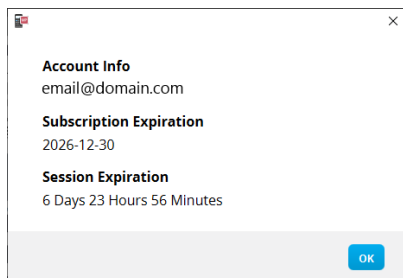 Account Info
email@domain.com
Subscription Expiration
2026-12-30
Session Expiration
6 Days 23 Hours 56 Minutes
OK